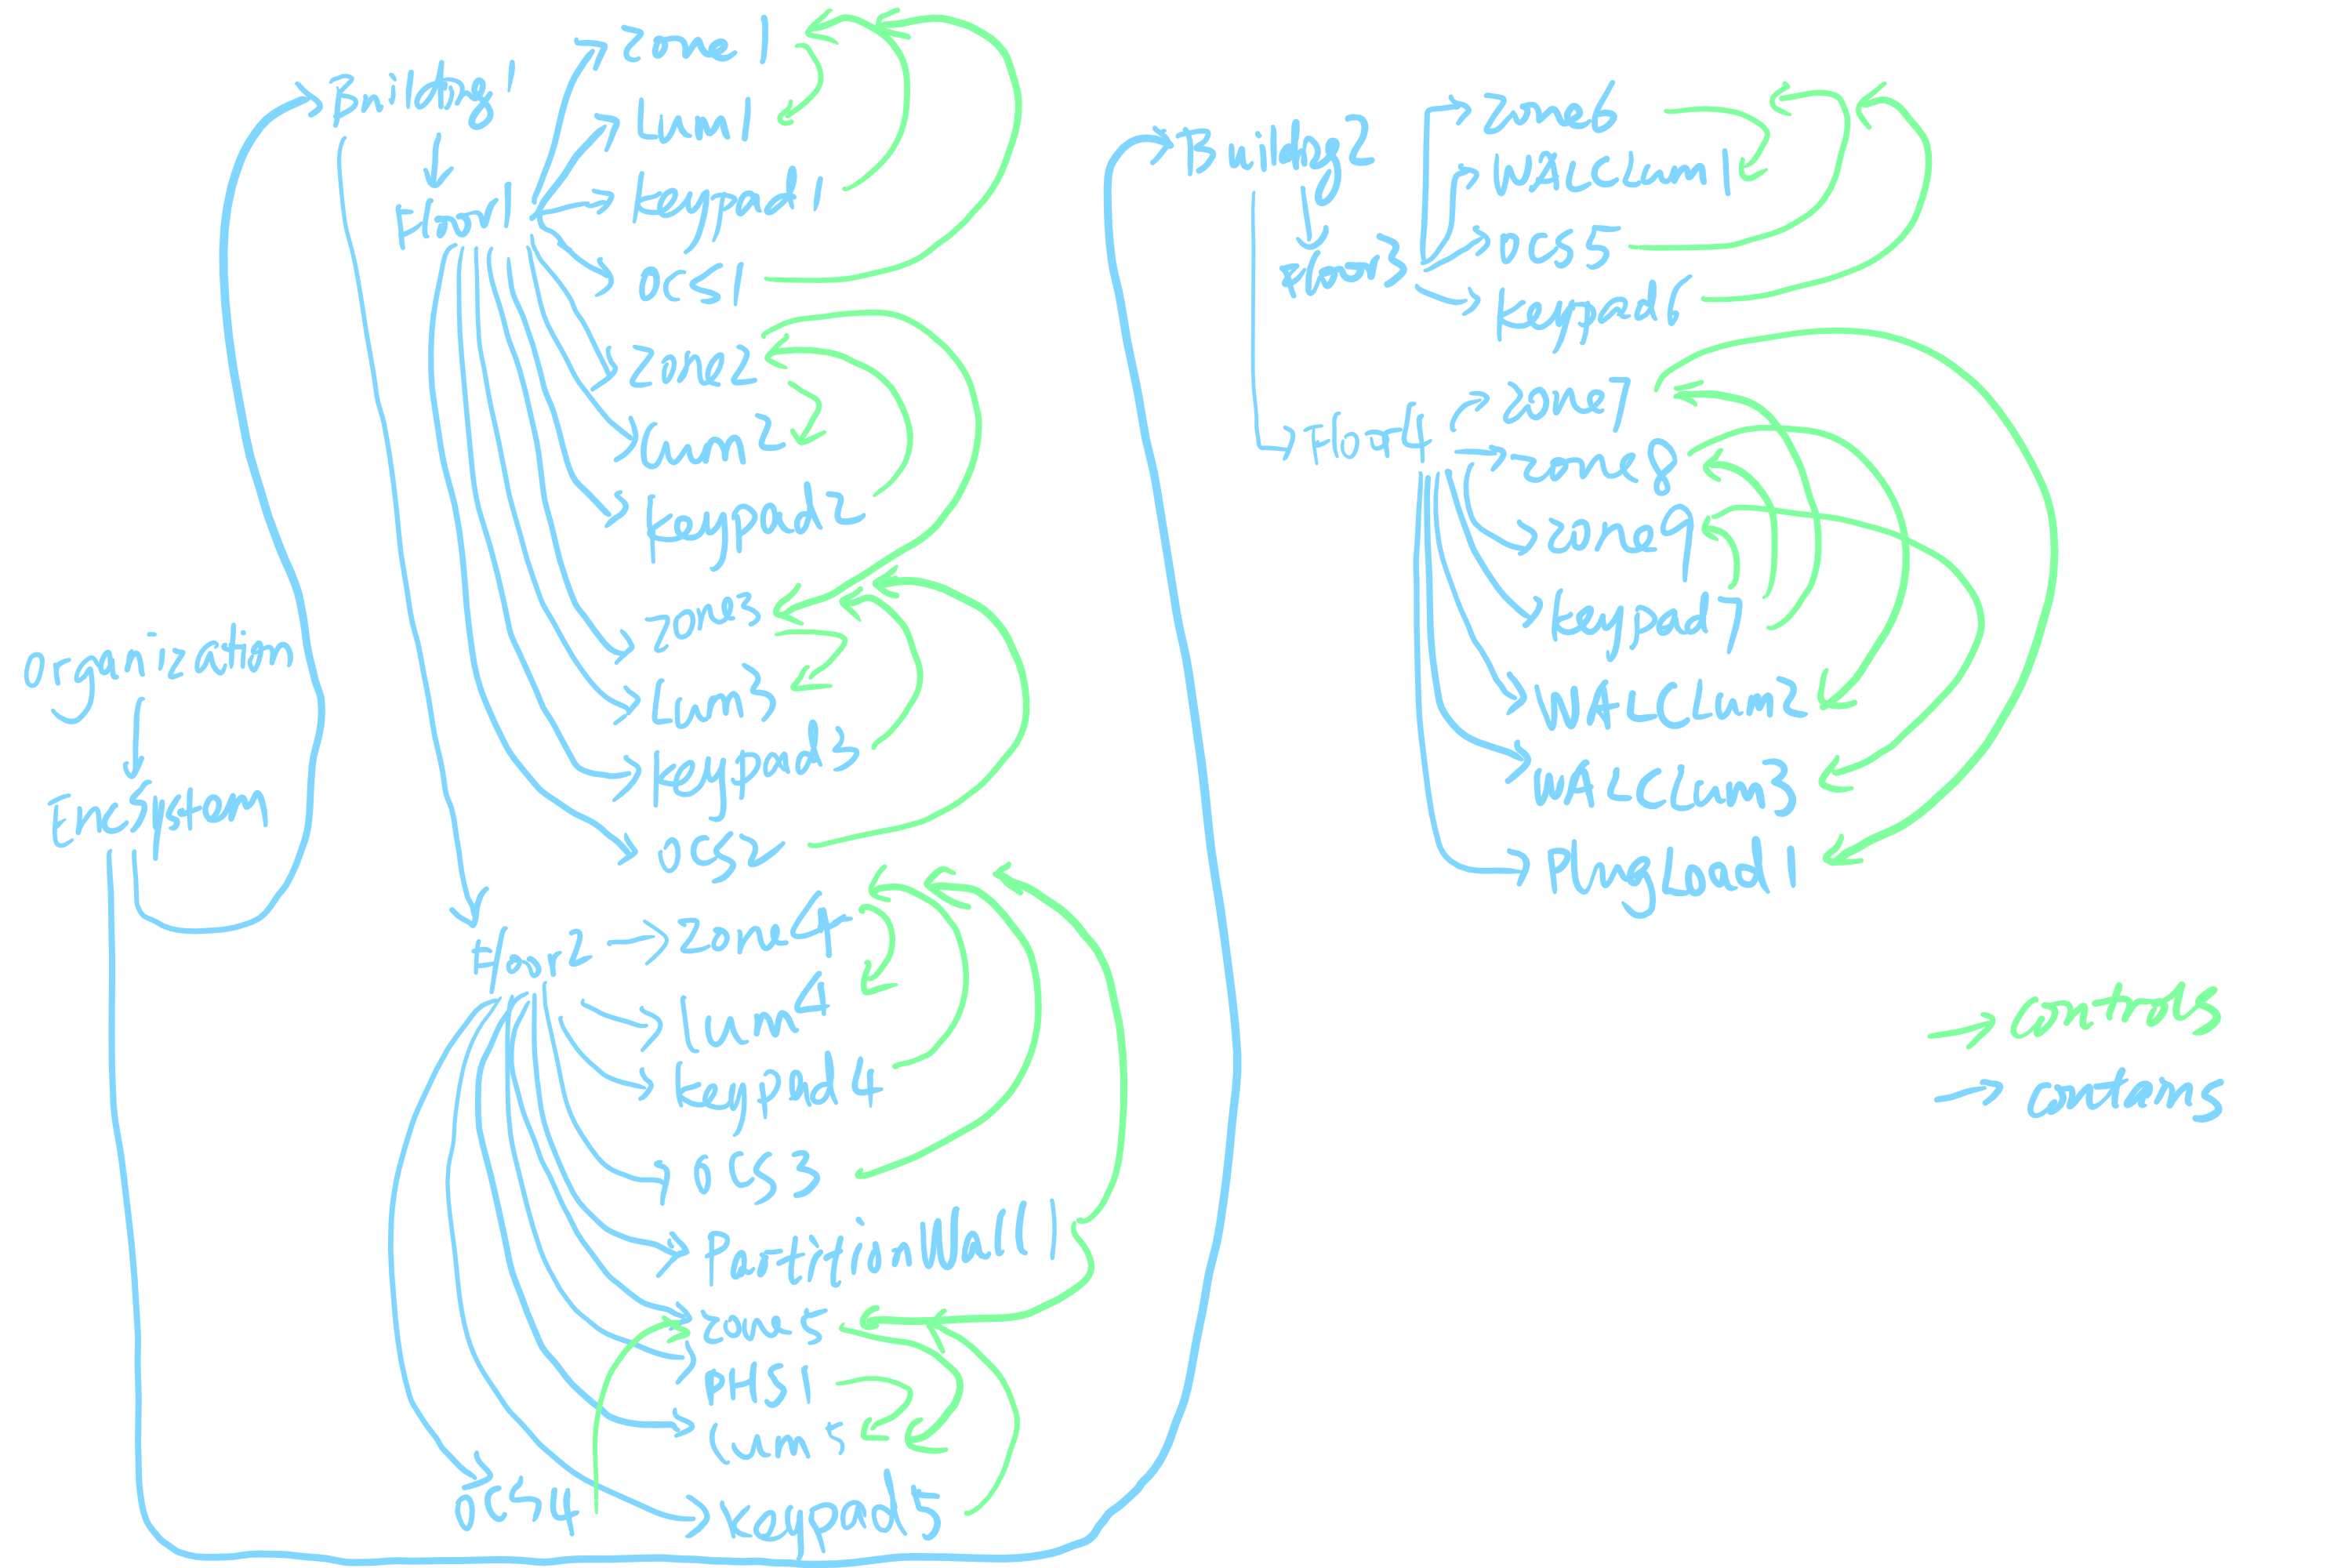 Building1
Floor1
zone1
Lum1
keypad1
OCS1
zone2
Lum2
Keypad2
zone3
Lum3
Keypad3
OCS2
organization
EncSystem
Floor2
zone4
Lum4
keypad4
OCS3
PartitionWall1
zone5
PHS1
Lum5
OCS4
Keypad5
Building2
Floor3
zone6
WALCLum1
OCS5
keypad6
Floor4
zone7
zone8
zone9
keypad7
WALCLum2
WALCLum3
Plugload1
controls
contains